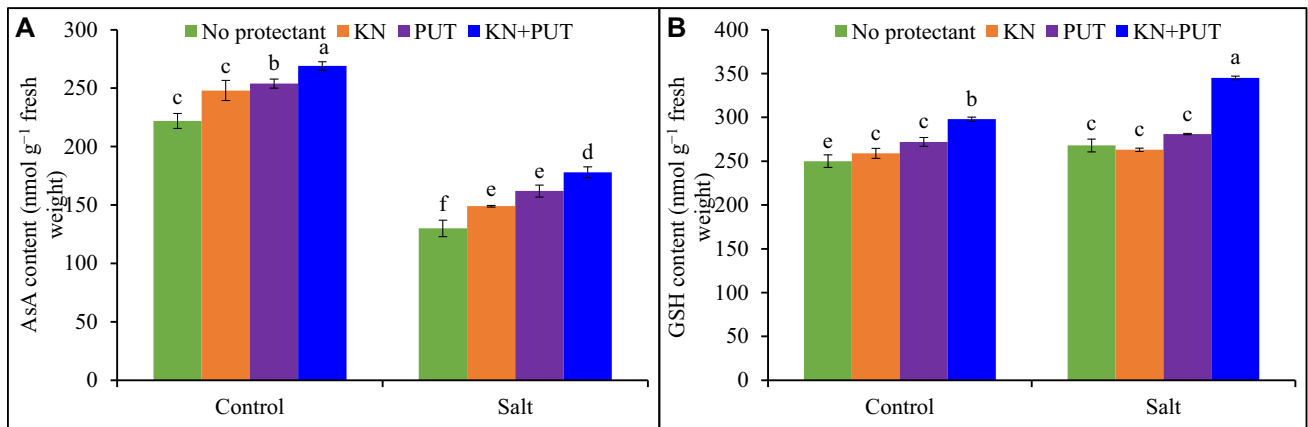 A
No protectant KN PUT KN+PUT
AsA content (nmol g⁻¹ fresh
weight)
300
250
200
150
100
50
0
c c b a
f e e d
Control Salt
B
No protectant KN PUT KN+PUT
GSH content (nmol g⁻¹ fresh
weight)
400
350
300
250
200
150
100
50
0
e c c b
c c c a
Control Salt